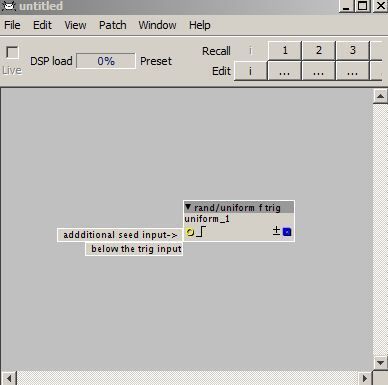 untitled
File Edit View Patch Window Help
Live
DSP load 0% Preset
Recall i 1 2 3
Edit i ... ... ...
rand/uniform f trig
uniform_1
addditional seed input->
±
below the trig input